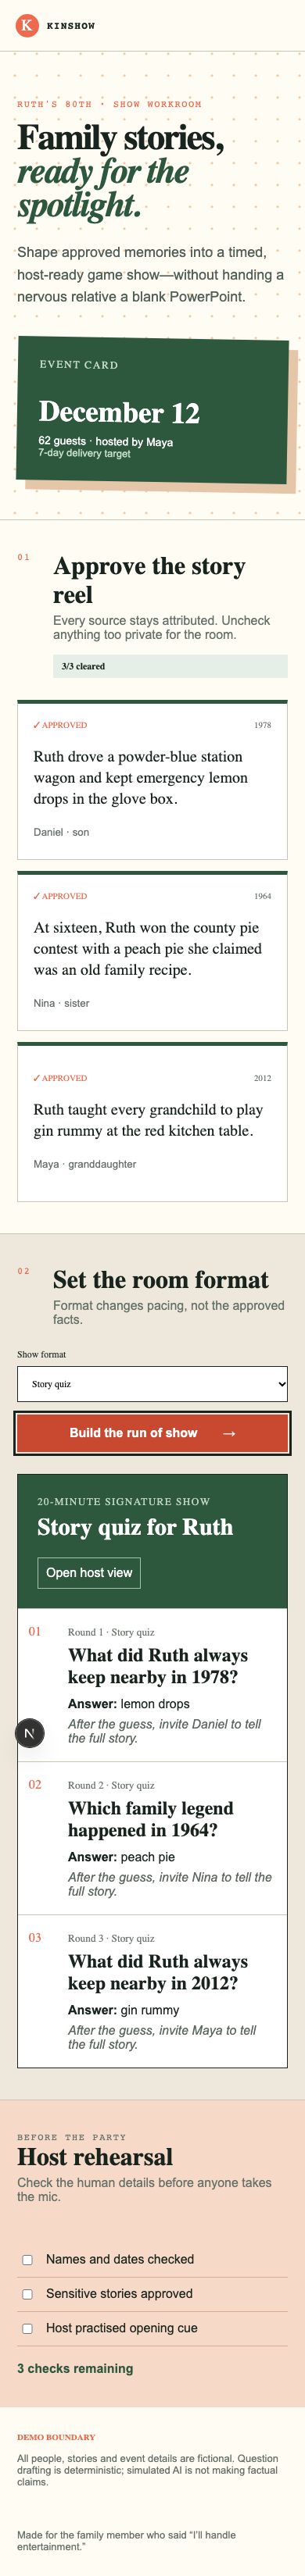 K KINSHOW
RUTH'S 80TH • SHOW WORKROOM
Family stories,
ready for the
spotlight.
Shape approved memories into a timed,
host-ready game show—without handing a
nervous relative a blank PowerPoint.
EVENT CARD
December 12
62 guests · hosted by Maya
7-day delivery target
01
Approve the story
reel
Every source stays attributed. Uncheck
anything too private for the room.
3/3 cleared
✓ APPROVED 1978
Ruth drove a powder-blue station
wagon and kept emergency lemon
drops in the glove box.
Daniel · son
✓ APPROVED 1964
At sixteen, Ruth won the county pie
contest with a peach pie she claimed
was an old family recipe.
Nina · sister
✓ APPROVED 2012
Ruth taught every grandchild to play
gin rummy at the red kitchen table.
Maya · granddaughter
02
Set the room format
Format changes pacing, not the approved
facts.
Show format
Story quiz
Build the run of show →
20-MINUTE SIGNATURE SHOW
Story quiz for Ruth
Open host view
01 Round 1 · Story quiz
What did Ruth always
keep nearby in 1978?
Answer: lemon drops
After the guess, invite Daniel to tell
the full story.
N
02 Round 2 · Story quiz
Which family legend
happened in 1964?
Answer: peach pie
After the guess, invite Nina to tell the
full story.
03 Round 3 · Story quiz
What did Ruth always
keep nearby in 2012?
Answer: gin rummy
After the guess, invite Maya to tell
the full story.
BEFORE THE PARTY
Host rehearsal
Check the human details before anyone takes
the mic.
Names and dates checked
Sensitive stories approved
Host practised opening cue
3 checks remaining
DEMO BOUNDARY
All people, stories and event details are fictional. Question
drafting is deterministic; simulated AI is not making factual
claims.
Made for the family member who said “I’ll handle
entertainment.”